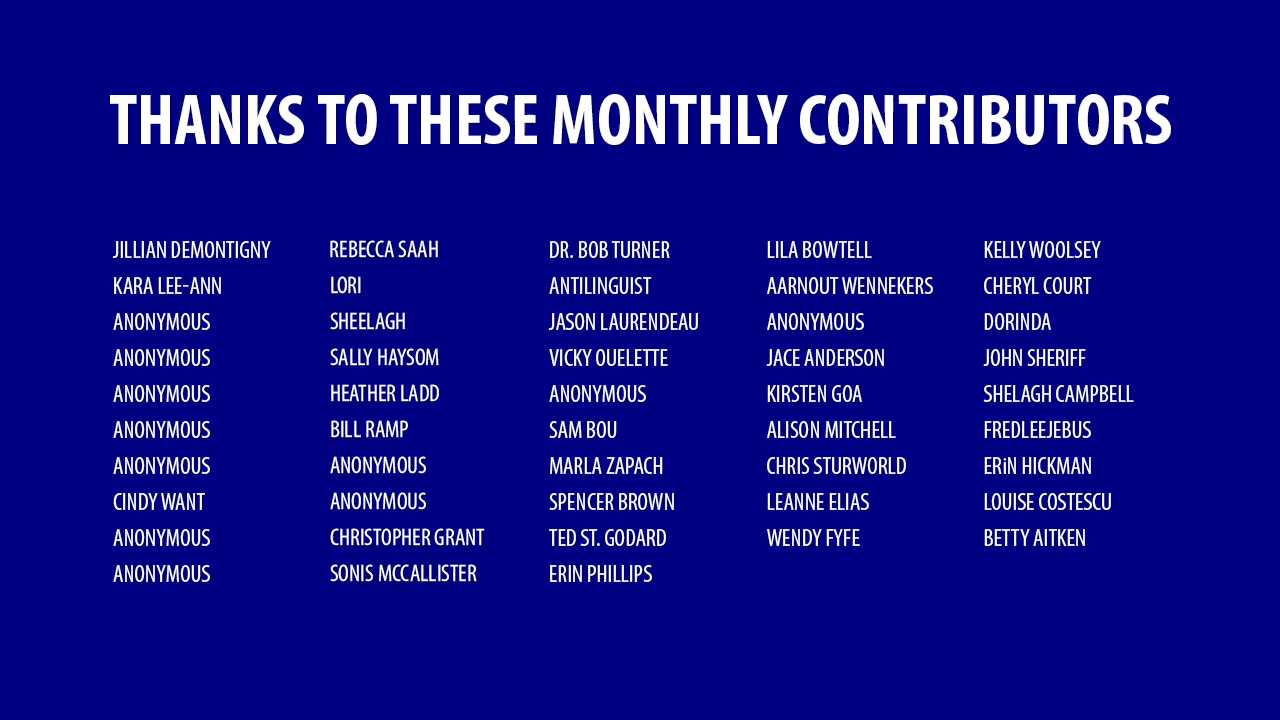 THANKS TO THESE MONTHLY CONTRIBUTORS
JILLIAN DEMONTIGNY
KARA LEE-ANN
ANONYMOUS
ANONYMOUS
ANONYMOUS
ANONYMOUS
ANONYMOUS
CINDY WANT
ANONYMOUS
ANONYMOUS
REBECCA SAAH
LORI
SHEELAGH
SALLY HAYSOM
HEATHER LADD
BILL RAMP
ANONYMOUS
ANONYMOUS
CHRISTOPHER GRANT
SONIS MCCALLISTER
DR. BOB TURNER
ANTILINGUIST
JASON LAURENDEAU
VICKY OUELETTE
ANONYMOUS
SAM BOU
MARLA ZAPACH
SPENCER BROWN
TED ST. GODARD
ERIN PHILLIPS
LILA BOWTELL
AARNOUT WENNEKERS
ANONYMOUS
JACE ANDERSON
KIRSTEN GOA
ALISON MITCHELL
CHRIS STURWORLD
LEANNE ELIAS
WENDY FYFE
KELLY WOOLSEY
CHERYL COURT
DORINDA
JOHN SHERIFF
SHELAGH CAMPBELL
FREDLEEJEBUS
ERiN HICKMAN
LOUISE COSTESCU
BETTY AITKEN